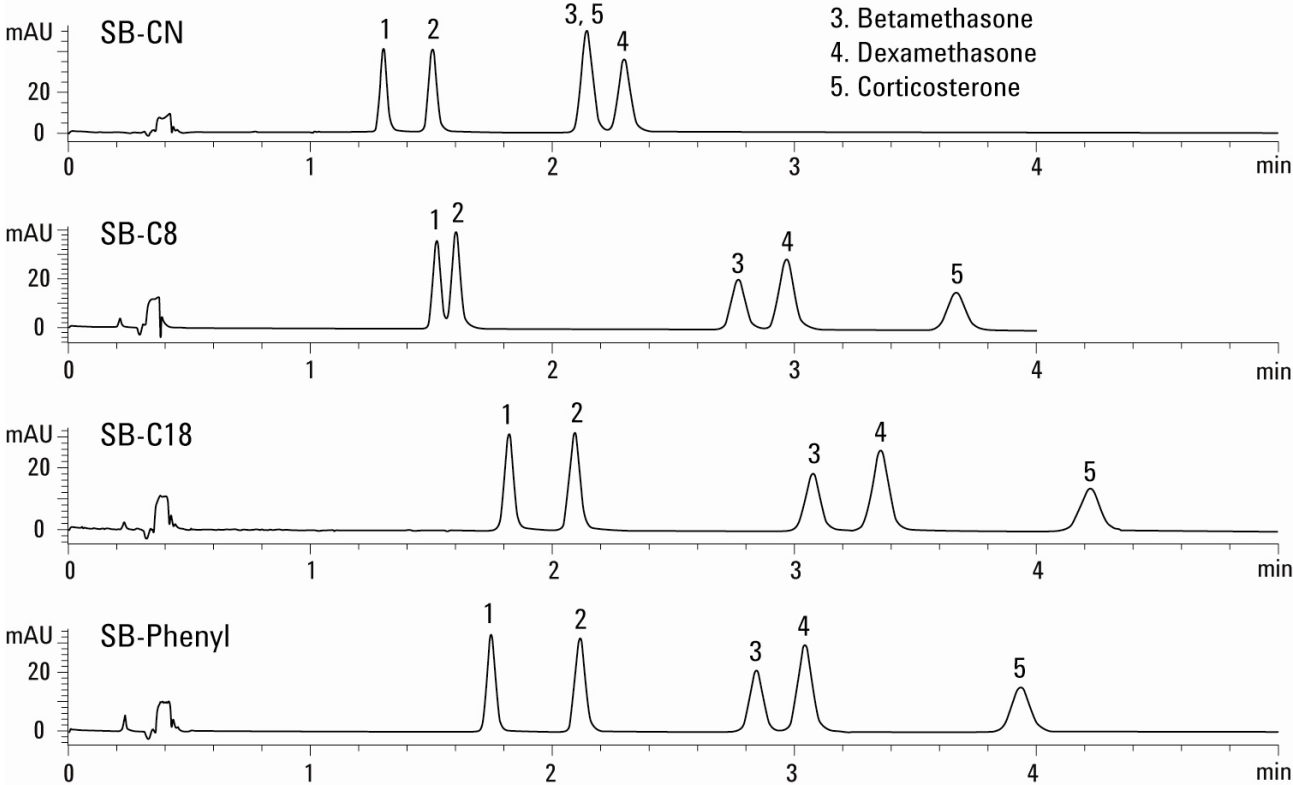 3. Betamethasone
4. Dexamethasone
5. Corticosterone
mAU SB-CN 1 2 3, 5 4
20
0
0 1 2 3 4 min
mAU SB-C8 1 2 3 4 5
20
0
0 1 2 3 4 min
mAU SB-C18 1 2 3 4 5
20
0
0 1 2 3 4 min
mAU SB-Phenyl 1 2 3 4 5
20
0
0 1 2 3 4 min